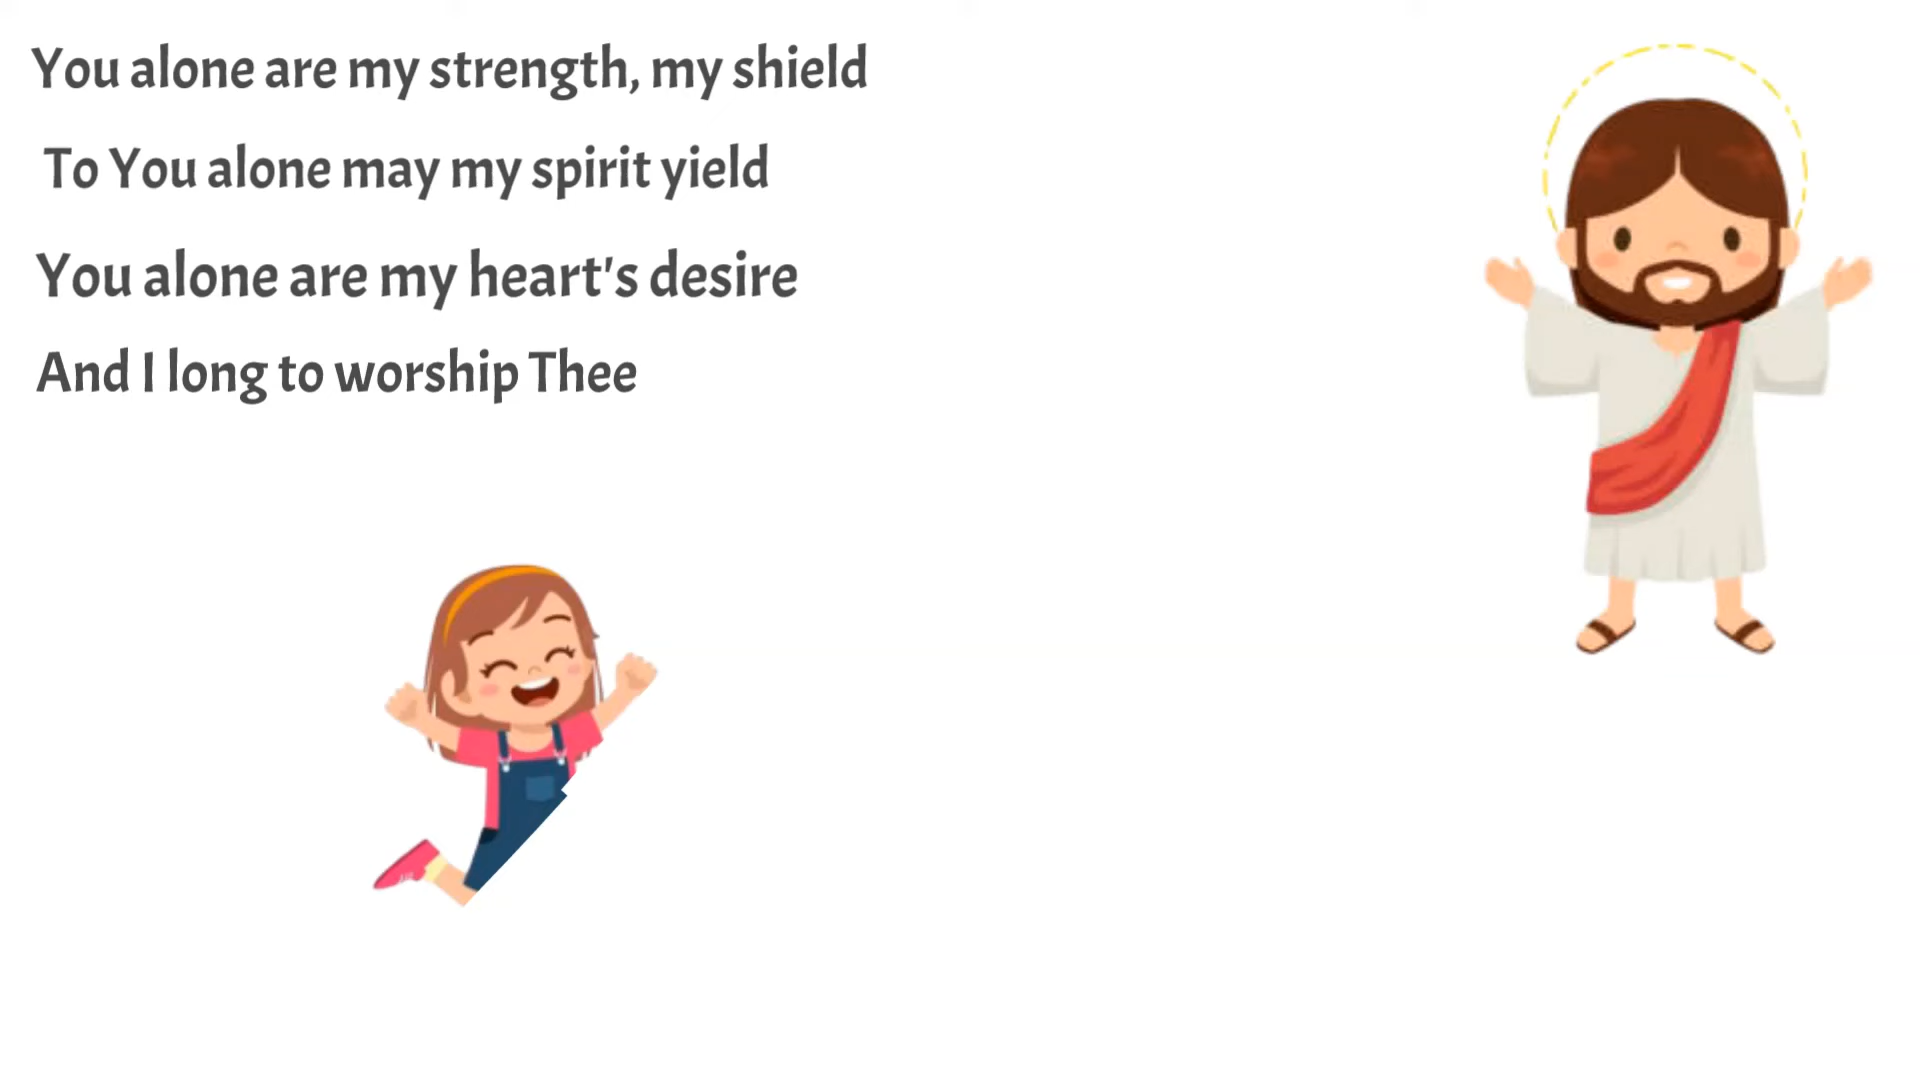 You alone are my strength, my shield
To You alone may my spirit yield
You alone are my heart's desire
And I long to worship Thee